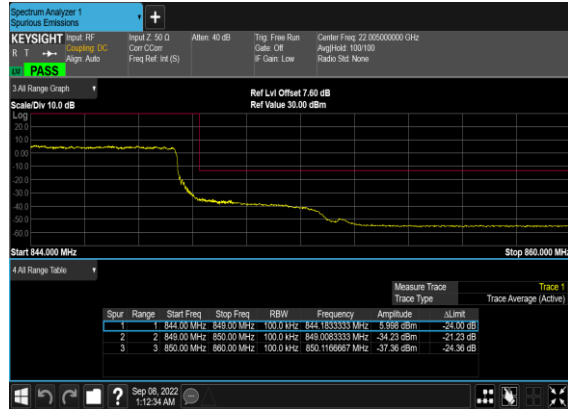 Spectrum Analyzer 1
Spurious Emissions
+
KEYSIGHT
R T
LW PASS
Input: RF
Coupling: DC
Align: Auto
Input Z: 50 Ω
Corr CCorr
Freq Ref: Int (S)
Atten: 40 dB
Trig: Free Run
Gate: Off
IF Gain: Low
Center Freq: 22.005000000 GHz
Avg|Hold: 100/100
Radio Std: None
3 All Range Graph
Scale/Div 10.0 dB
Ref Lvl Offset 7.60 dB
Ref Value 30.00 dBm
Log
20.0
10.0
0.00
-10.0
-20.0
-30.0
-40.0
-50.0
-60.0
Start 844.000 MHz
Stop 860.000 MHz
4 All Range Table
Measure Trace Trace 1
Trace Type Trace Average (Active)
Spur Range Start Freq Stop Freq RBW Frequency Amplitude ΔLimit
1 1 844.00 MHz 849.00 MHz 100.0 kHz 844.1833333 MHz 5.998 dBm -24.00 dB
2 2 849.00 MHz 850.00 MHz 100.0 kHz 849.0083333 MHz -34.23 dBm -21.23 dB
3 3 850.00 MHz 860.00 MHz 100.0 kHz 850.1166667 MHz -37.36 dBm -24.36 dB
?
Sep 08, 2022
1:12:34 AM